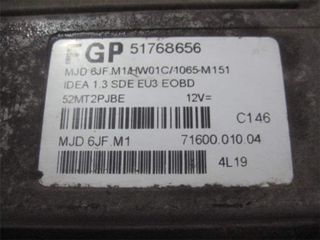 FGP 51768656
MJD 6JF.M1/HW01C/1065-M151
IDEA 1.3 SDE EU3 EOBD
52MT2PJBE 12V=
C146
MJD 6JF.M1 71600.010.04
4L19